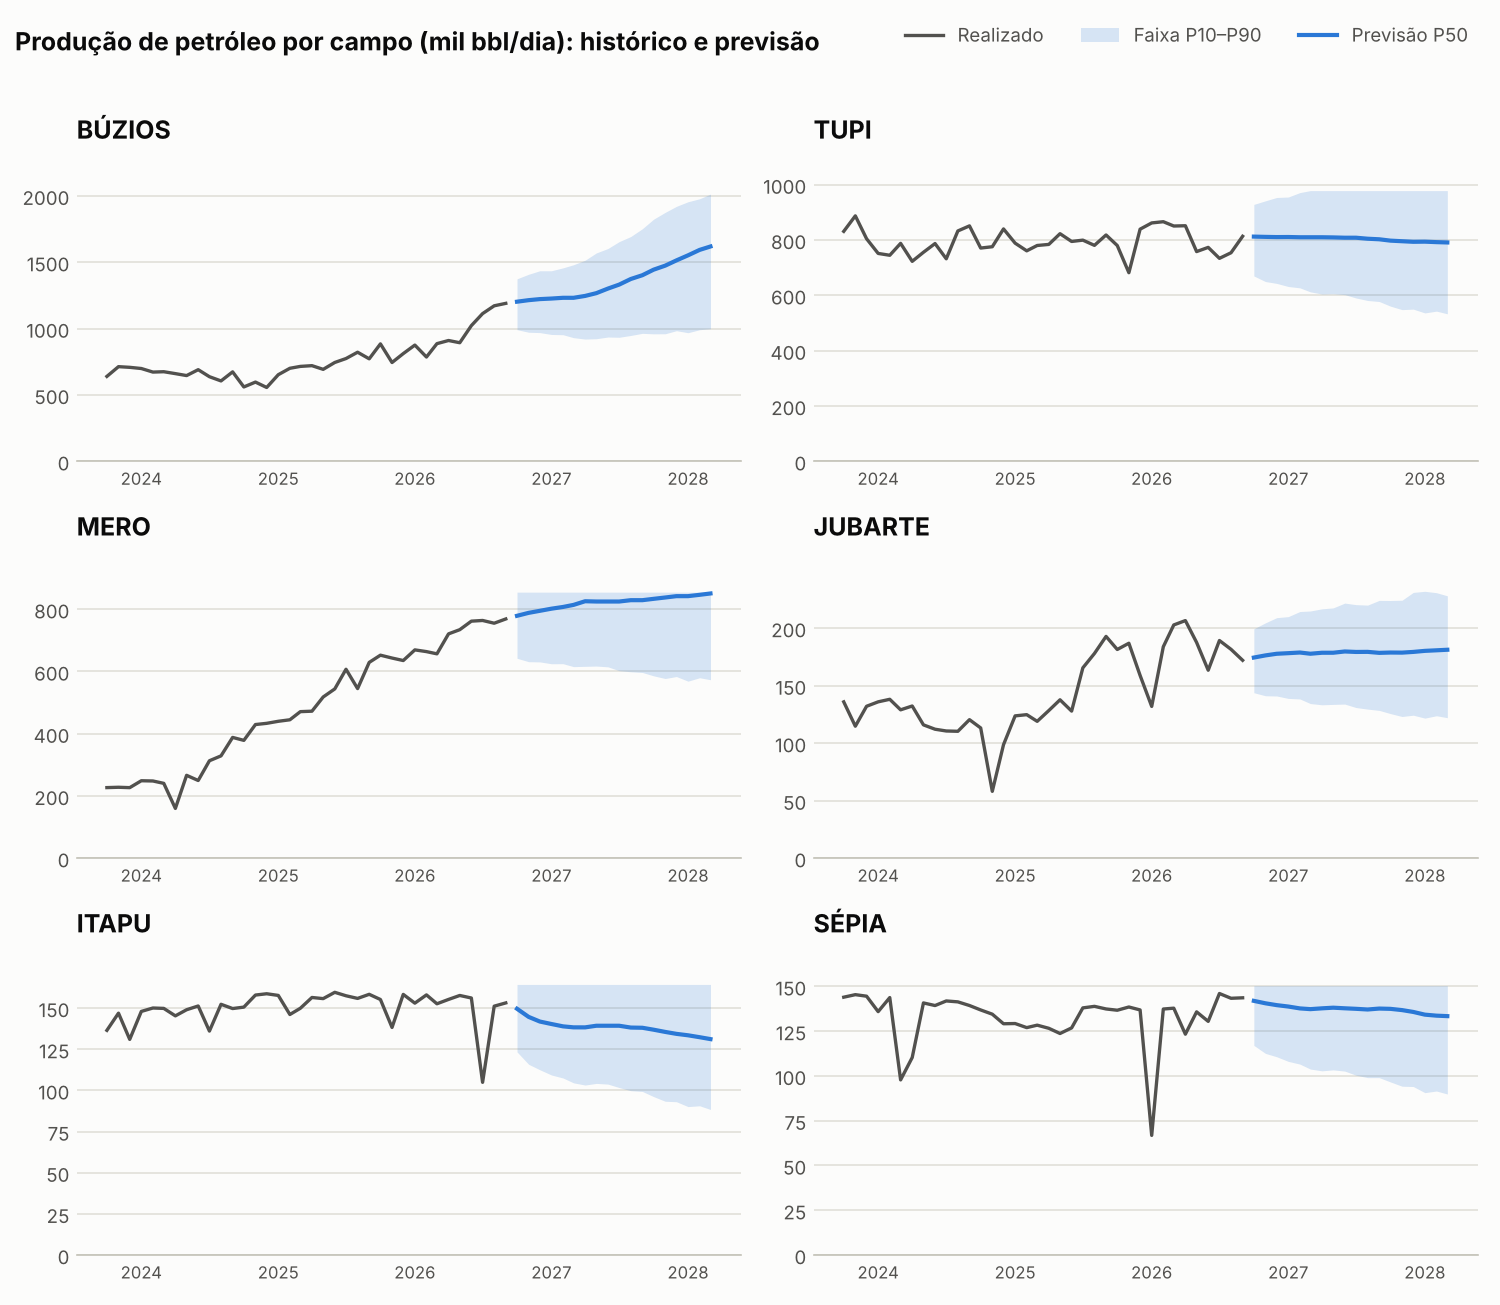 Produção de petróleo por campo (mil bbl/dia): histórico e previsão
Realizado
Faixa P10–P90
Previsão P50
BÚZIOS
2000
1500
1000
500
0
2024 2025 2026 2027 2028
TUPI
1000
800
600
400
200
0
2024 2025 2026 2027 2028
MERO
800
600
400
200
0
2024 2025 2026 2027 2028
JUBARTE
200
150
100
50
0
2024 2025 2026 2027 2028
ITAPU
150
125
100
75
50
25
0
2024 2025 2026 2027 2028
SÉPIA
150
125
100
75
50
25
0
2024 2025 2026 2027 2028